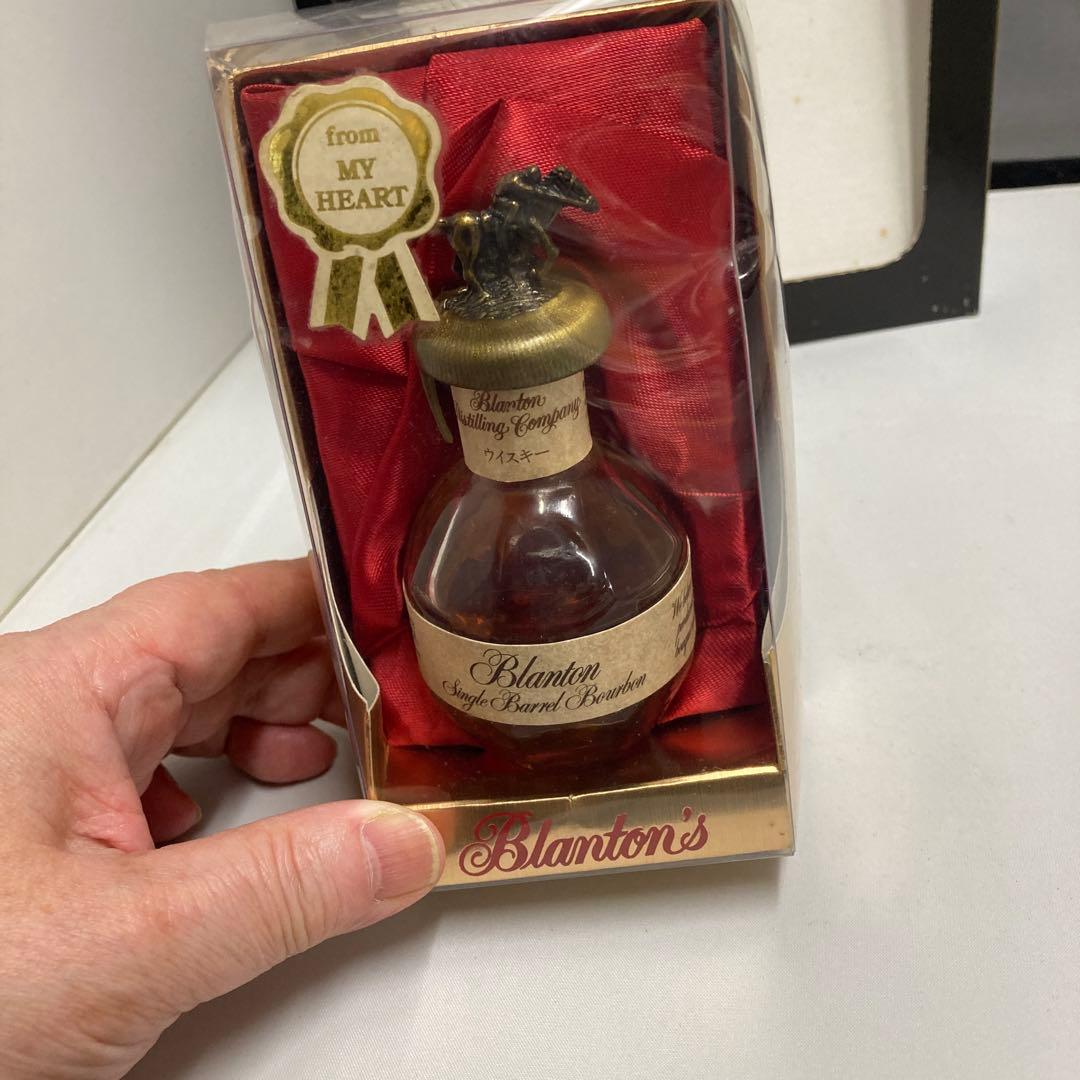 from
MY
HEART
Blanton
Distilling Company
ウイスキー
Blanton
Single Barrel Bourbon
Blanton's